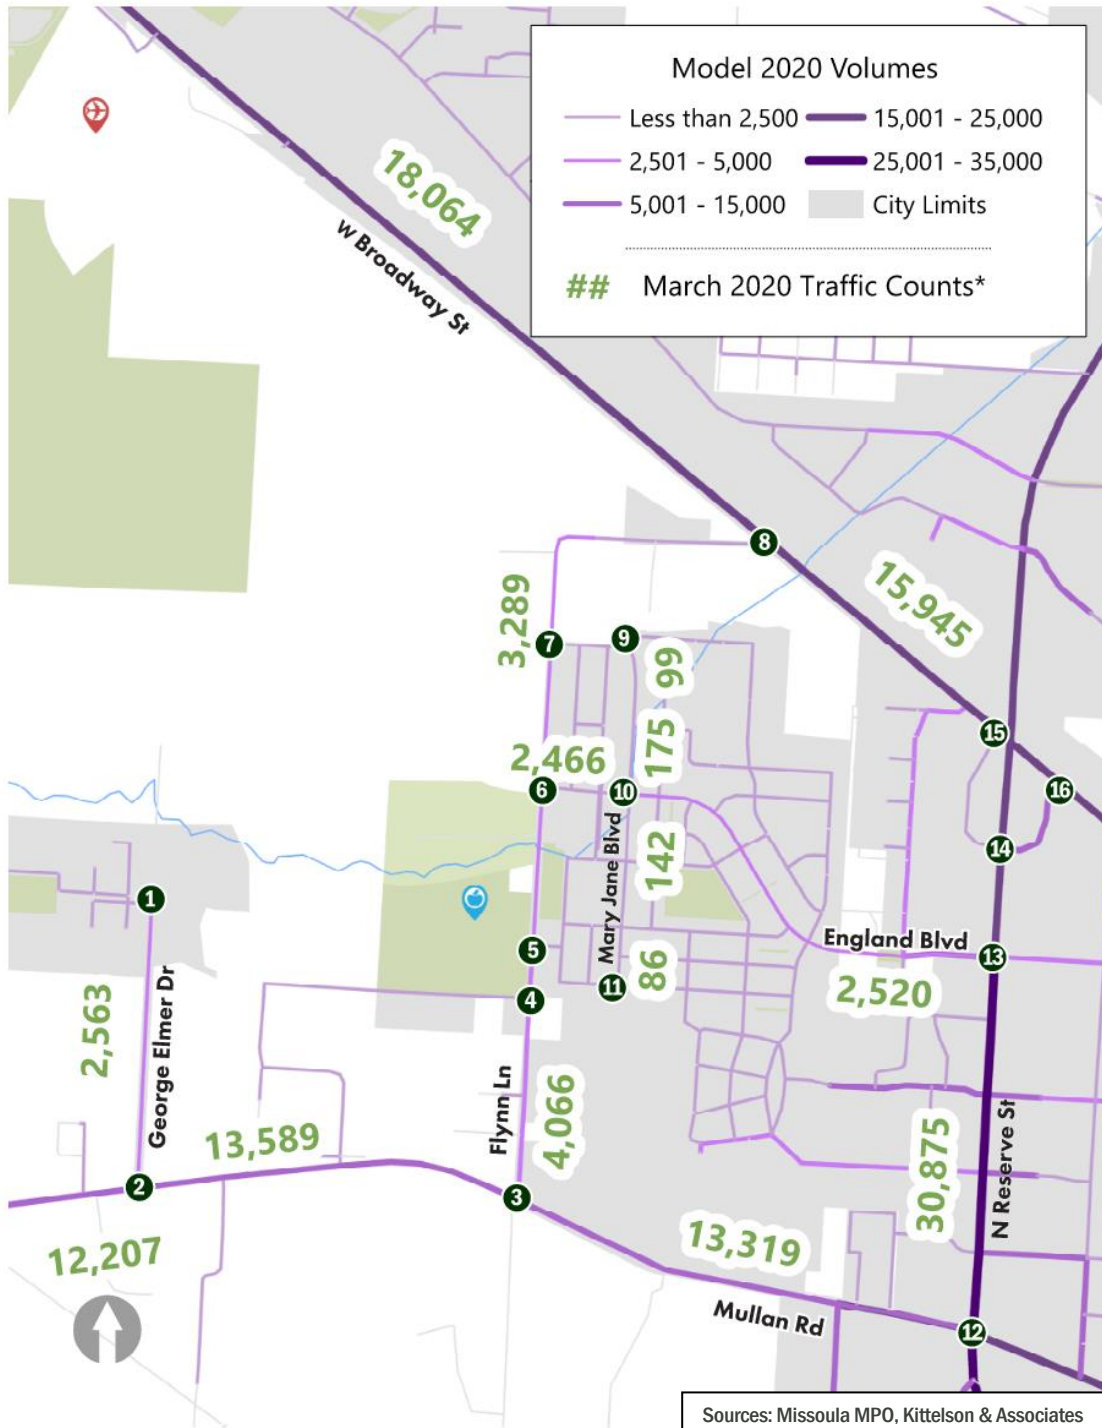 Model 2020 Volumes
Less than 2,500
15,001 - 25,000
2,501 - 5,000
25,001 - 35,000
5,001 - 15,000
City Limits
## March 2020 Traffic Counts*
18,064
W Broadway St
8
15,945
3,289
7
9
99
175
2,466
6
10
15
16
14
Mary Jane Blvd
142
1
5
England Blvd
13
86
11
2,520
4
2,563
George Elmer Dr
Flynn Ln
4,066
13,589
2
3
30,875
N Reserve St
12,207
13,319
Mullan Rd
12
Sources: Missoula MPO, Kittelson & Associates